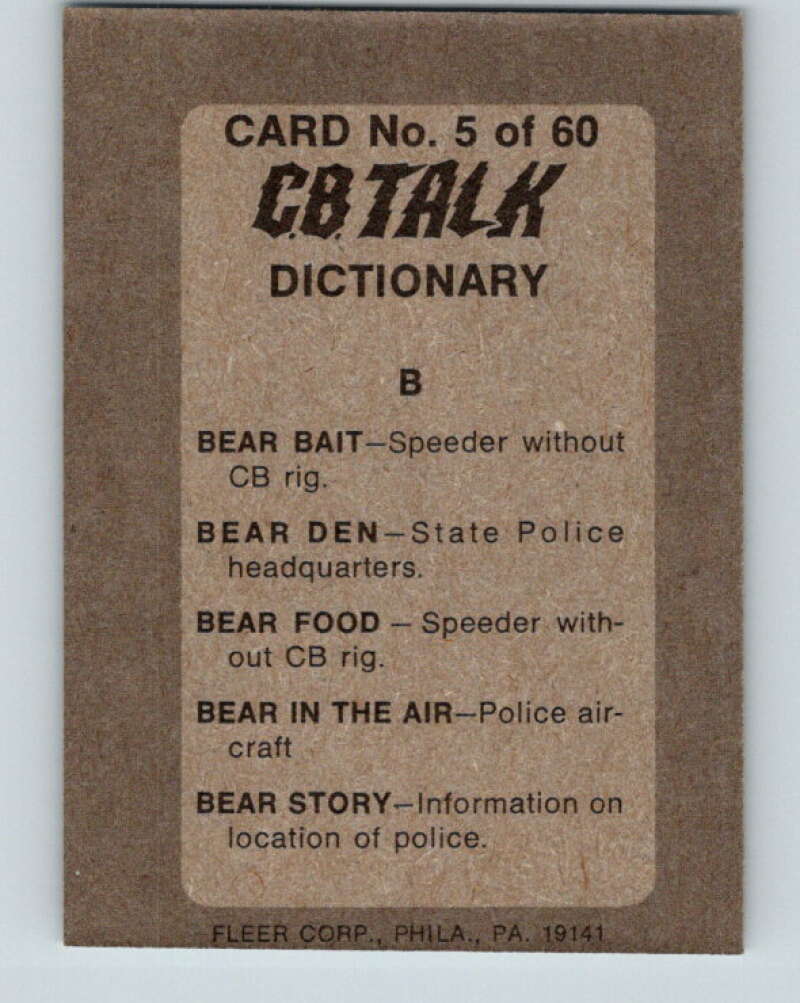 CARD No. 5 of 60
C.B. TALK
DICTIONARY
B
BEAR BAIT—Speeder without
CB rig.
BEAR DEN—State Police
headquarters.
BEAR FOOD — Speeder with-
out CB rig.
BEAR IN THE AIR—Police air-
craft
BEAR STORY—Information on
location of police.
FLEER CORP., PHILA., PA. 19141